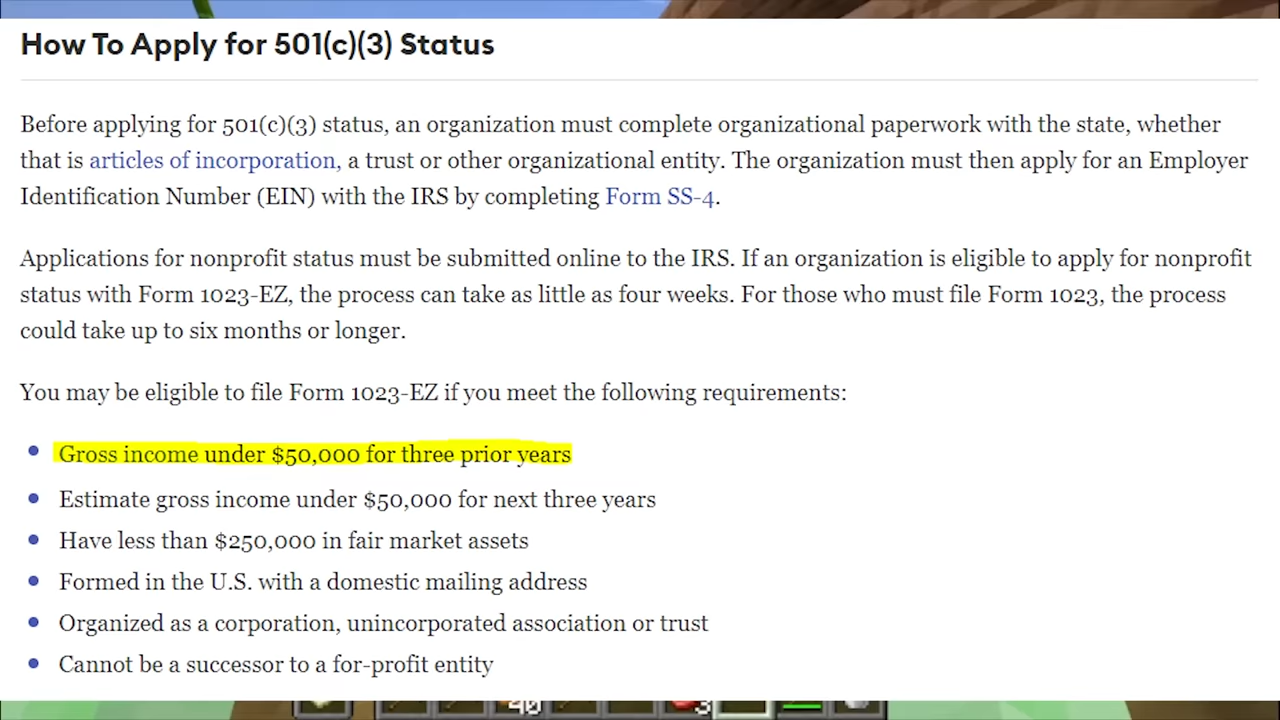 How To Apply for 501(c)(3) Status
Before applying for 501(c)(3) status, an organization must complete organizational paperwork with the state, whether
that is articles of incorporation, a trust or other organizational entity. The organization must then apply for an Employer
Identification Number (EIN) with the IRS by completing Form SS-4.
Applications for nonprofit status must be submitted online to the IRS. If an organization is eligible to apply for nonprofit
status with Form 1023-EZ, the process can take as little as four weeks. For those who must file Form 1023, the process
could take up to six months or longer.
You may be eligible to file Form 1023-EZ if you meet the following requirements:
• Gross income under $50,000 for three prior years
• Estimate gross income under $50,000 for next three years
• Have less than $250,000 in fair market assets
• Formed in the U.S. with a domestic mailing address
• Organized as a corporation, unincorporated association or trust
• Cannot be a successor to a for-profit entity
40 3